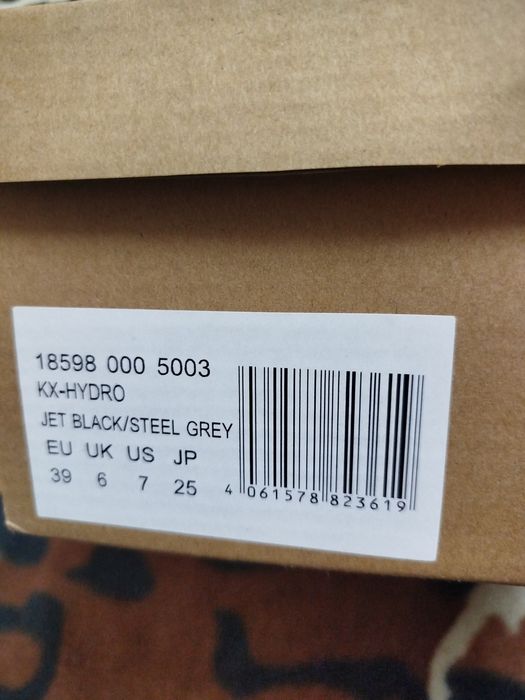 18598 000 5003
KX-HYDRO
JET BLACK/STEEL GREY
EU UK US JP
39 6 7 25
4 061578 823619